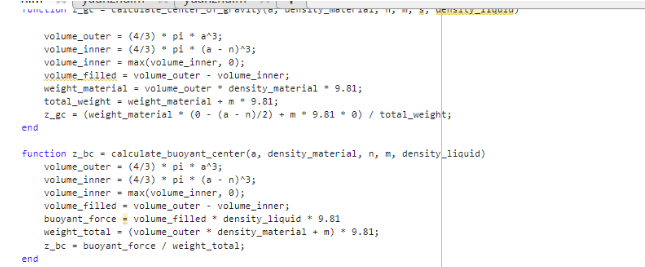 function z_gc = calculate_center_of_gravity(a, density_material, n, m, s, density_liquid)
volume_outer = (4/3) * pi * a^3;
volume_inner = (4/3) * pi * (a - n)^3;
volume_inner = max(volume_inner, 0);
volume_filled = volume_outer - volume_inner;
weight_material = volume_outer * density_material * 9.81;
total_weight = weight_material + m * 9.81;
z_gc = (weight_material * (0 - (a - n)/2) + m * 9.81 * 0) / total_weight;
end
function z_bc = calculate_buoyant_center(a, density_material, n, m, density_liquid)
volume_outer = (4/3) * pi * a^3;
volume_inner = (4/3) * pi * (a - n)^3;
volume_inner = max(volume_inner, 0);
volume_filled = volume_outer - volume_inner;
buoyant_force = volume_filled * density_liquid * 9.81
weight_total = (volume_outer * density_material + m) * 9.81;
z_bc = buoyant_force / weight_total;
end